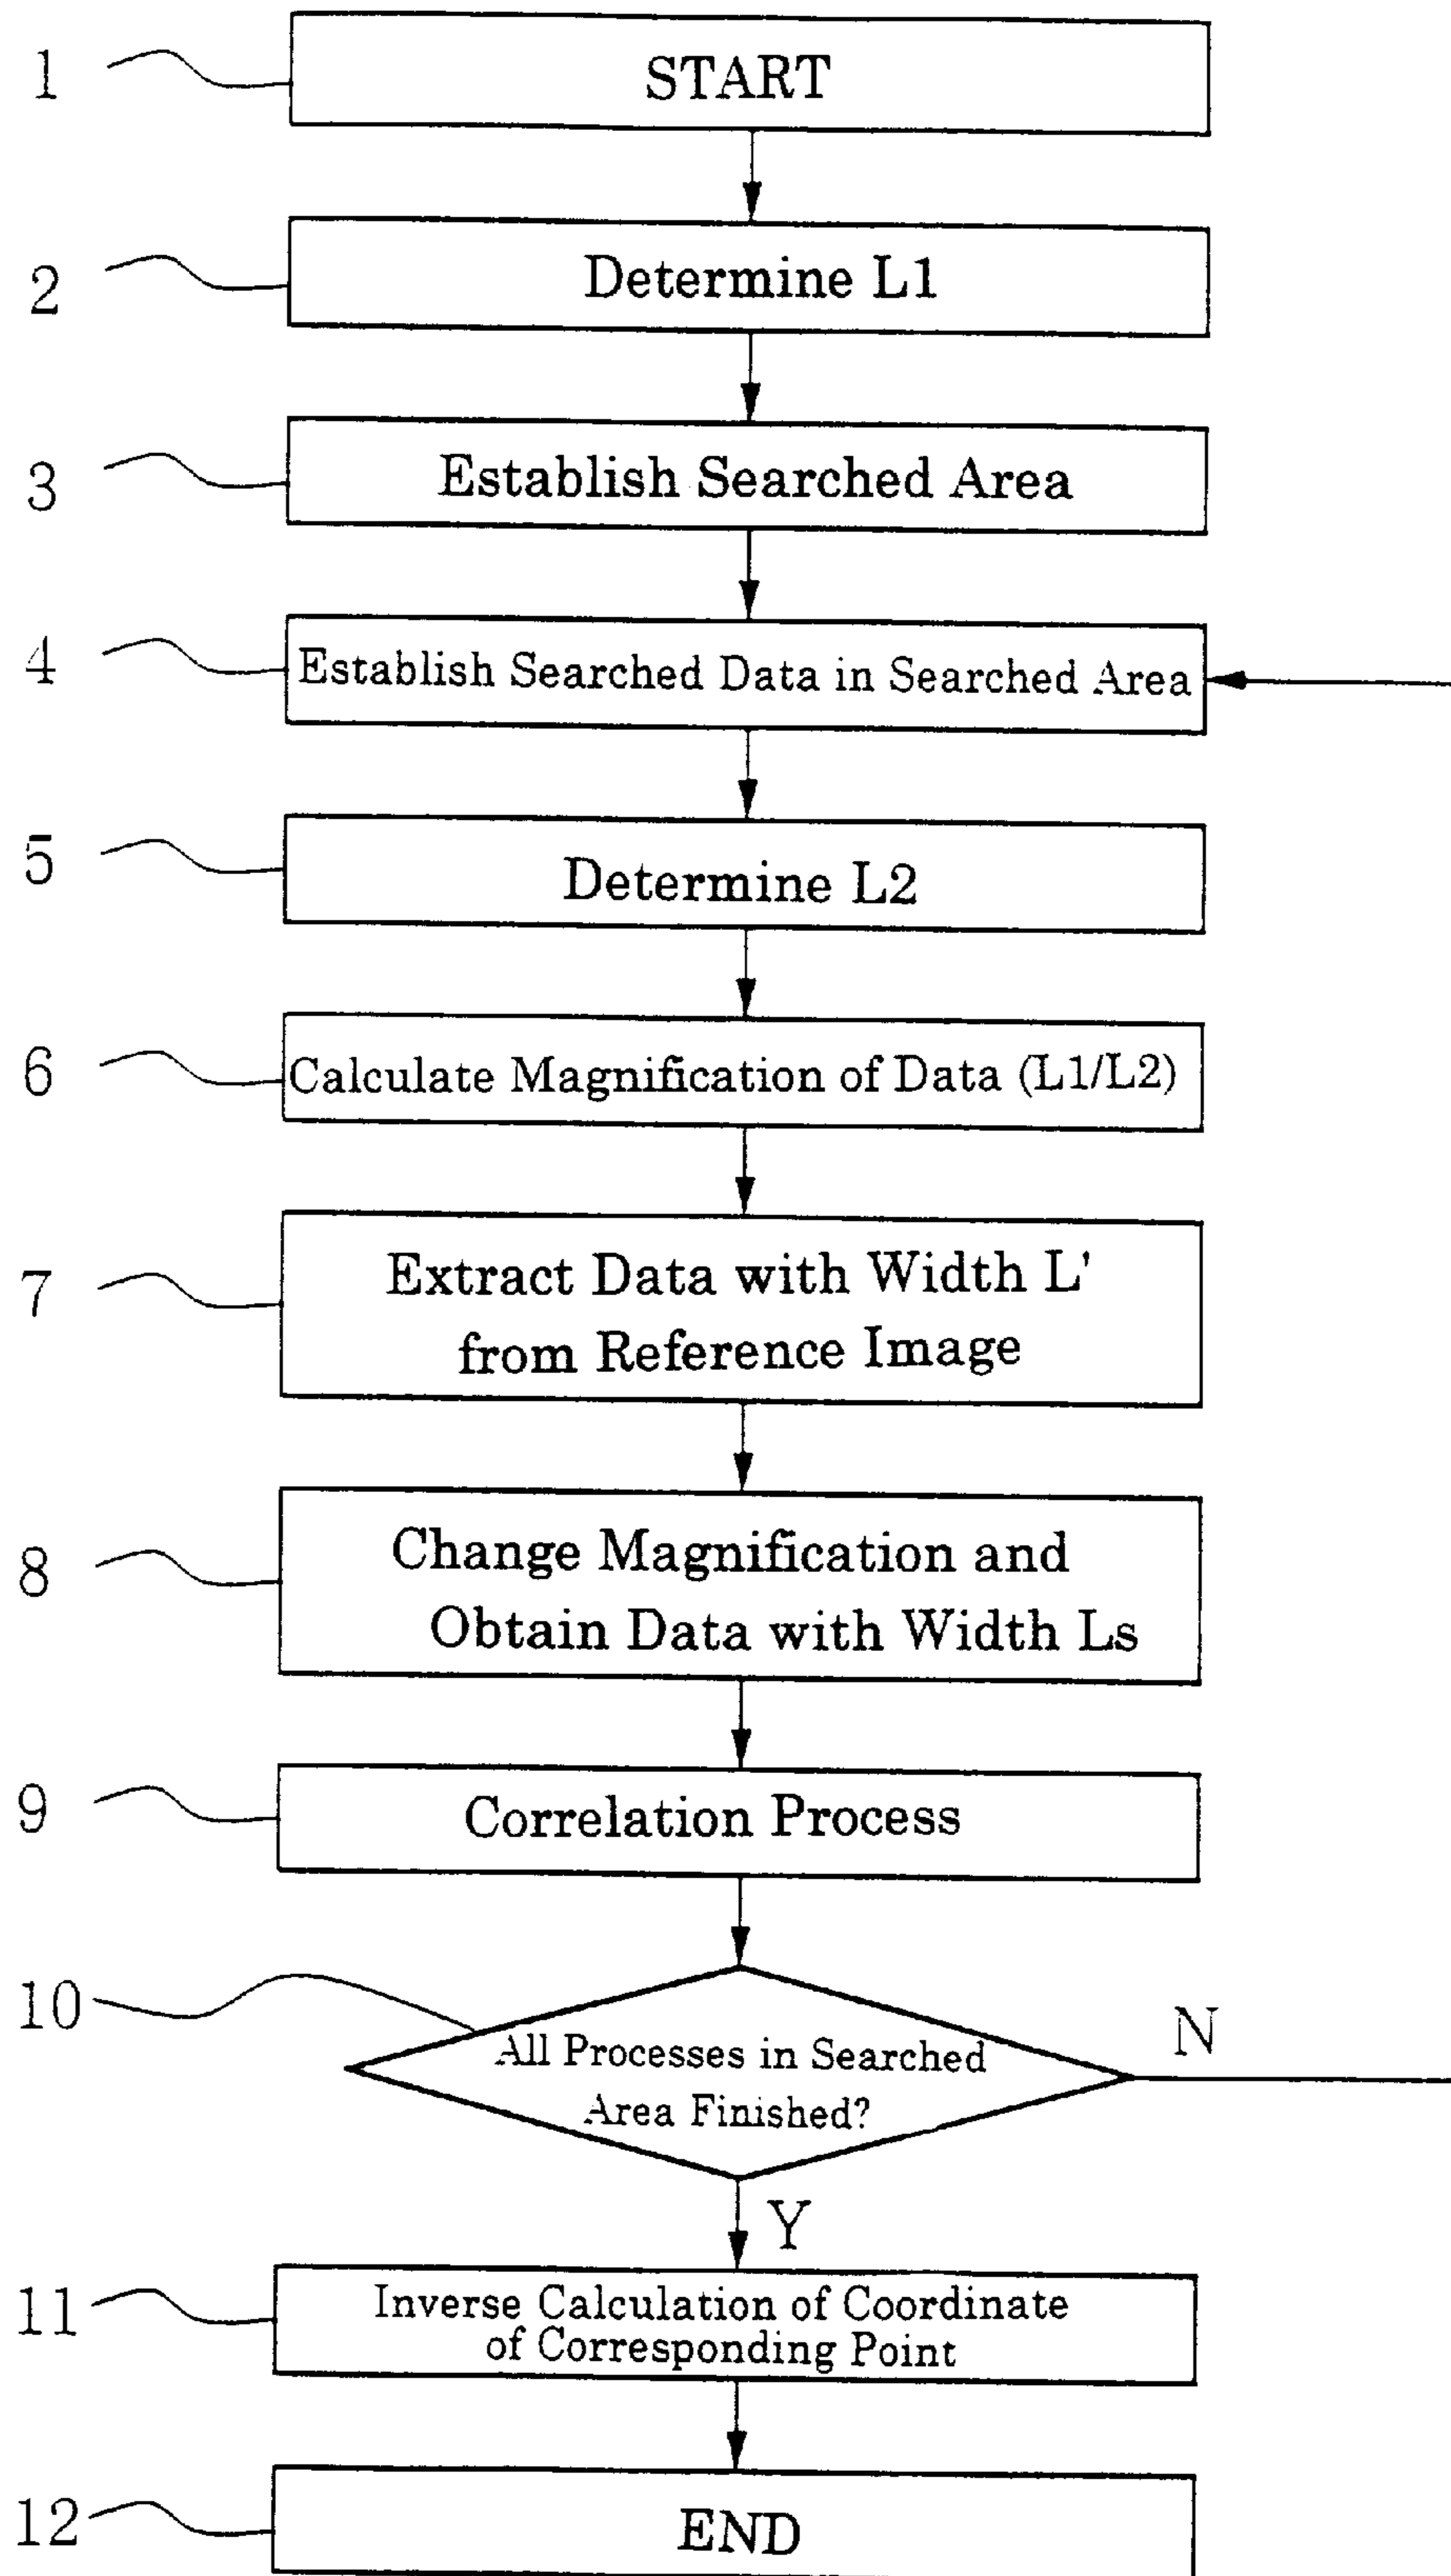 1 START
2 Determine L1
3 Establish Searched Area
4 Establish Searched Data in Searched Area
5 Determine L2
6 Calculate Magnification of Data (L1/L2)
7 Extract Data with Width L'
from Reference Image
8 Change Magnification and
Obtain Data with Width Ls
9 Correlation Process
10 All Processes in Searched
Area Finished?
N
Y
11 Inverse Calculation of Coordinate
of Corresponding Point
12 END